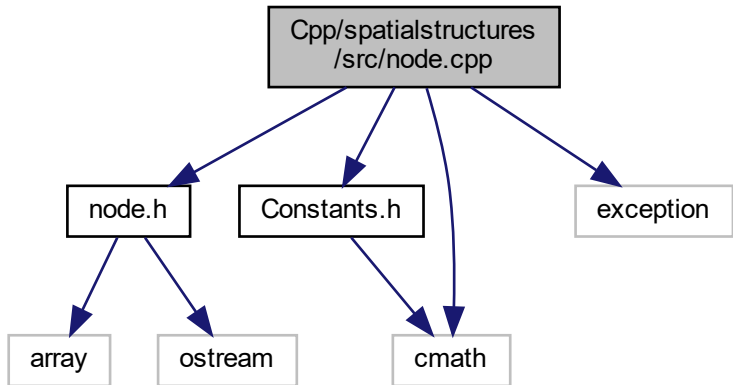 Cpp/spatialstructures
/src/node.cpp
node.h
Constants.h
exception
array
ostream
cmath